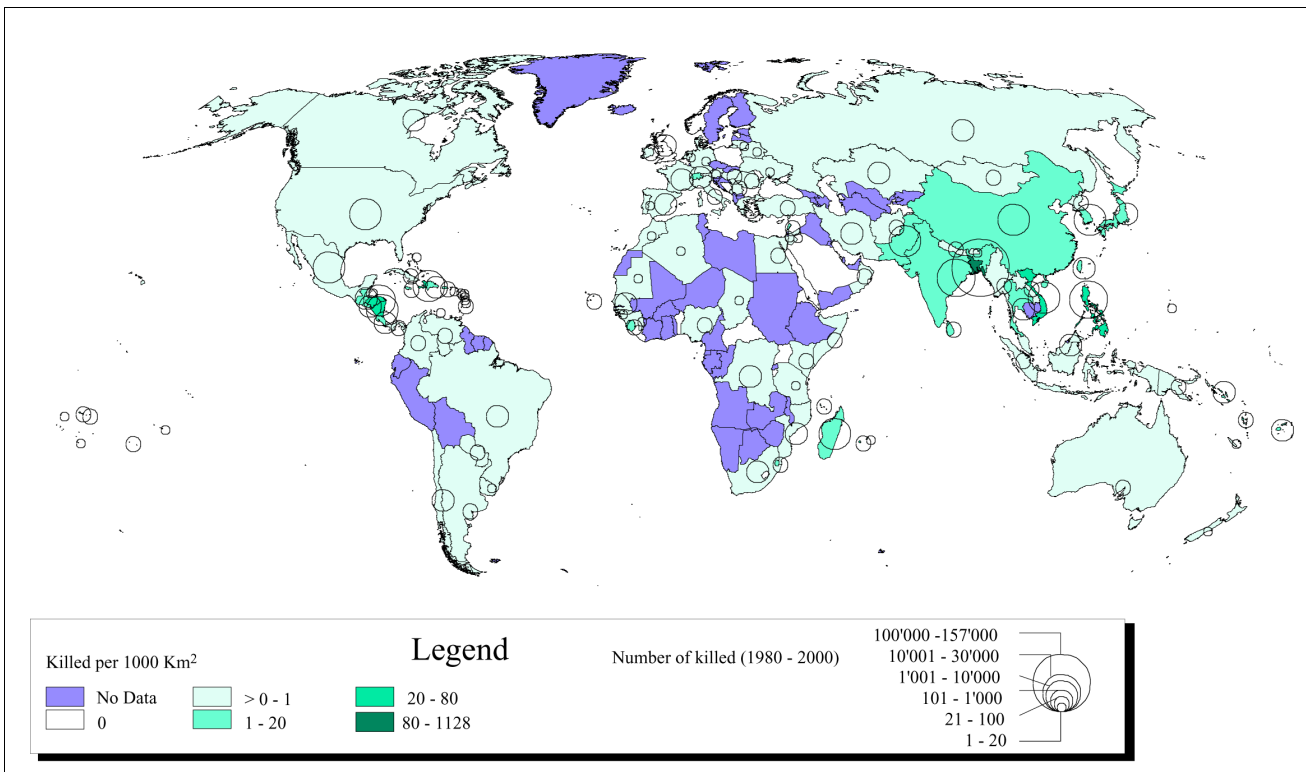 Legend
Killed per 1000 Km2
No Data
0
> 0 - 1
1 - 20
20 - 80
80 - 1128
Number of killed (1980 - 2000)
100'000 -157'000
10'001 - 30'000
1'001 - 10'000
101 - 1'000
21 - 100
1 - 20